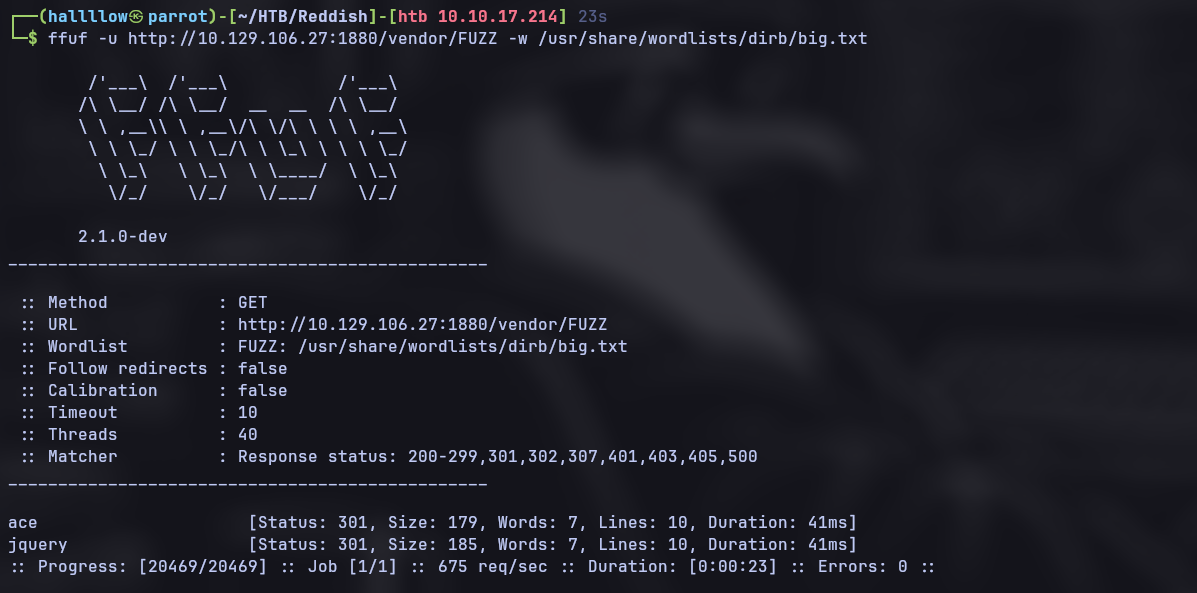 ┌──(hallllow㉿parrot)-[~/HTB/Reddish]-[htb 10.10.17.214] 23s
└─$ ffuf -u http://10.129.106.27:1880/vendor/FUZZ -w /usr/share/wordlists/dirb/big.txt

        /'___\  /'___\           /'___\
       /\ \__/ /\ \__/  __  __  /\ \__/
       \ \ ,__\\ \ ,__\/\ \/\ \ \ \ ,__\
        \ \ \_/ \ \ \_/\ \ \_\ \ \ \ \_/
         \ \_\   \ \_\  \ \____/  \ \_\
          \/_/    \/_/   \/___/    \/_/

       2.1.0-dev
________________________________________________

 :: Method           : GET
 :: URL              : http://10.129.106.27:1880/vendor/FUZZ
 :: Wordlist         : FUZZ: /usr/share/wordlists/dirb/big.txt
 :: Follow redirects : false
 :: Calibration      : false
 :: Timeout          : 10
 :: Threads          : 40
 :: Matcher          : Response status: 200-299,301,302,307,401,403,405,500
________________________________________________

ace                     [Status: 301, Size: 179, Words: 7, Lines: 10, Duration: 41ms]
jquery                  [Status: 301, Size: 185, Words: 7, Lines: 10, Duration: 41ms]
:: Progress: [20469/20469] :: Job [1/1] :: 675 req/sec :: Duration: [0:00:23] :: Errors: 0 ::